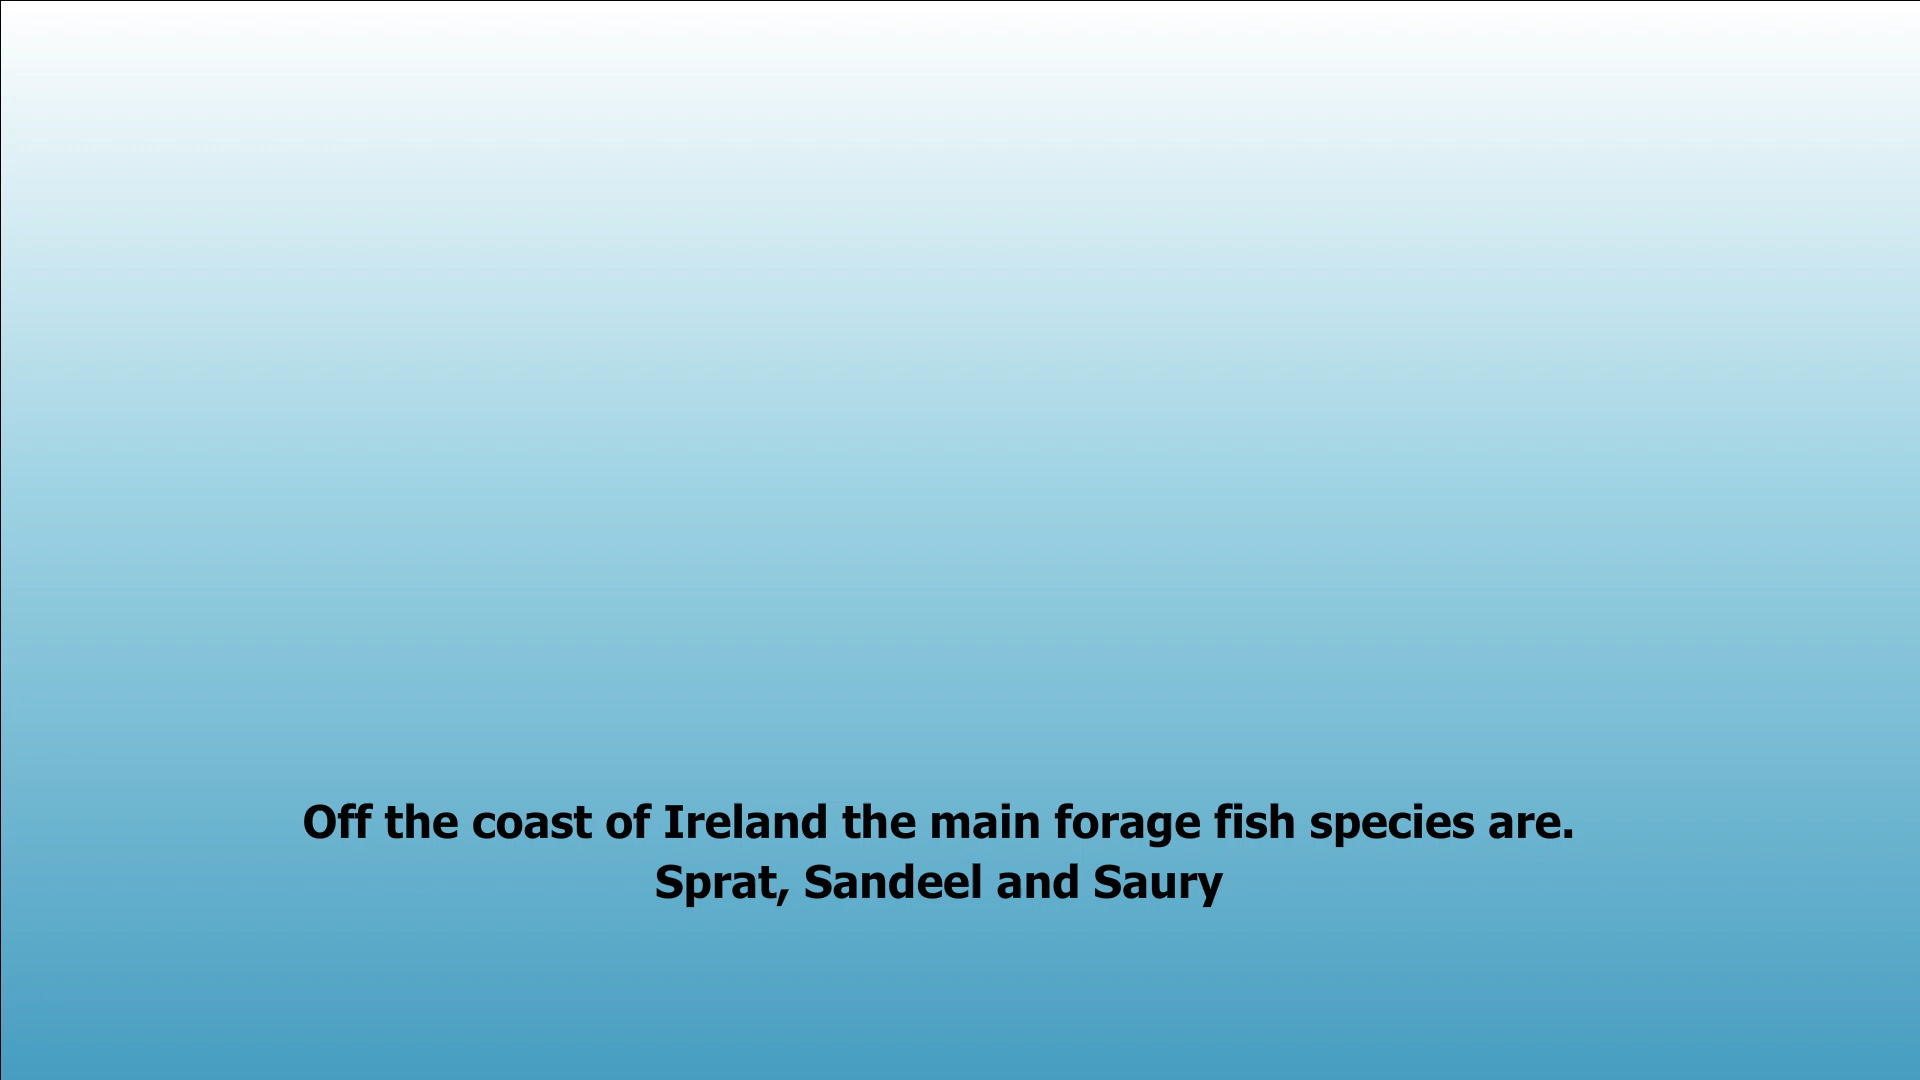 Off the coast of Ireland the main forage fish species are.
Sprat, Sandeel and Saury